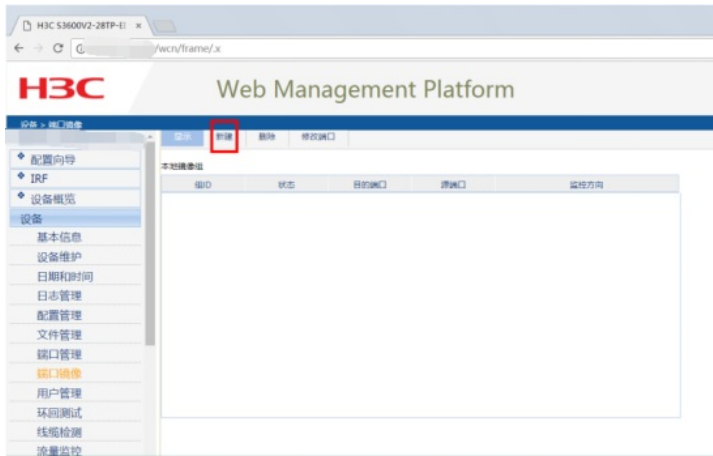 H3C S3600V2-28TP-EI
/wcn/frame/.x
H3C
Web Management Platform
设备 > 端口镜像
显示 新建 删除 修改端口
配置向导
IRF
设备概览
设备
基本信息
设备维护
日期和时间
日志管理
配置管理
文件管理
端口管理
端口镜像
用户管理
环回测试
线缆检测
流量监控
本地镜像组
组ID 状态 目的端口 源端口 监控方向